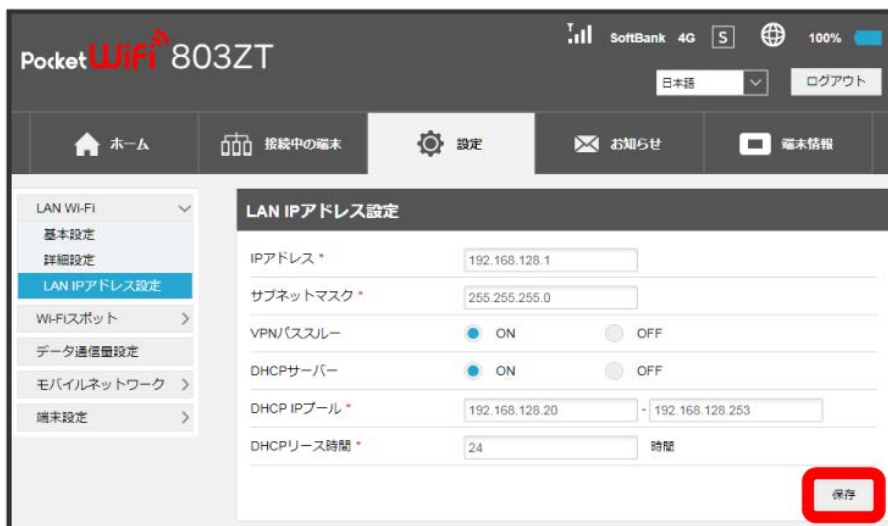 SoftBank 4G S 100%
Pocket WiFi 803ZT
日本語 ログアウト
ホーム 接続中の端末 設定 お知らせ 端末情報
LAN Wi-Fi
基本設定
詳細設定
LAN IPアドレス設定
Wi-Fiスポット
データ通信量設定
モバイルネットワーク
端末設定
LAN IPアドレス設定
IPアドレス * 192.168.128.1
サブネットマスク * 255.255.255.0
VPNパススルー ON OFF
DHCPサーバー ON OFF
DHCP IPプール * 192.168.128.20 - 192.168.128.253
DHCPリース時間 * 24 時間
保存